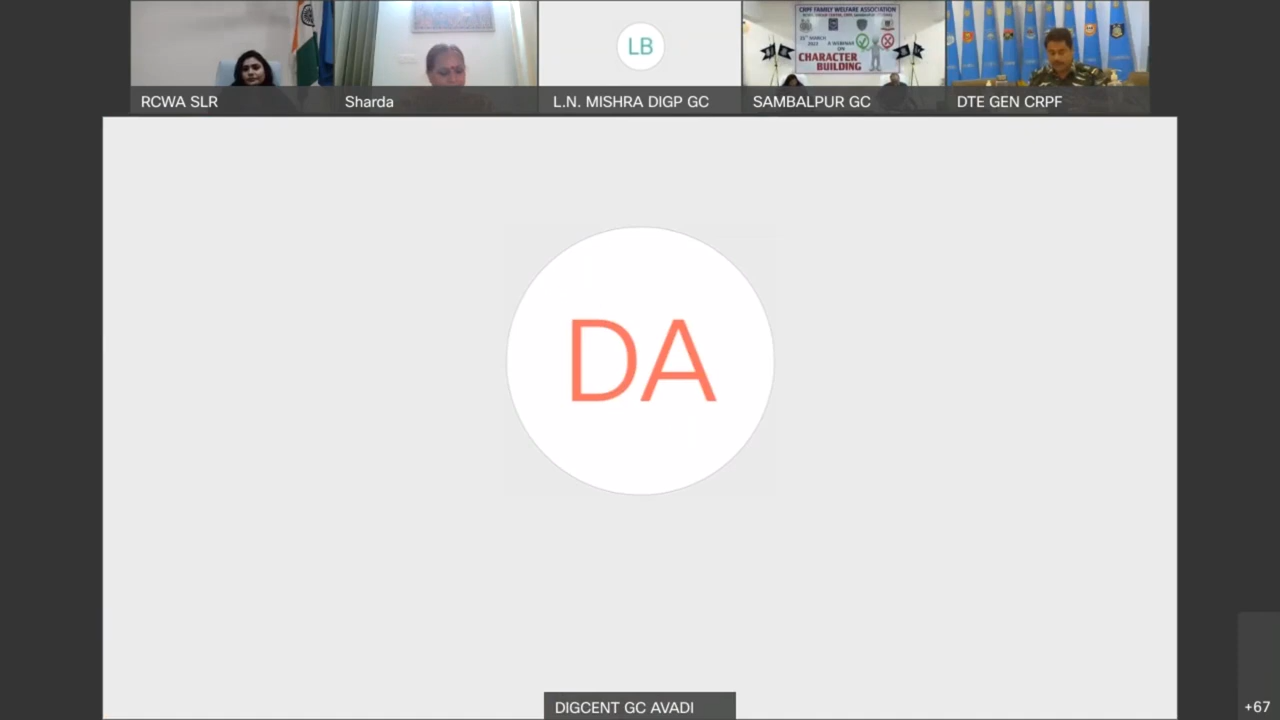 LB
CRPF FAMILY WELFARE ASSOCIATION
A WEBINAR
ON
CHARACTER
BUILDING
RCWA SLR
Sharda
L.N. MISHRA DIGP GC
SAMBALPUR GC
DTE GEN CRPF
DA
DIGCENT GC AVADI
+67